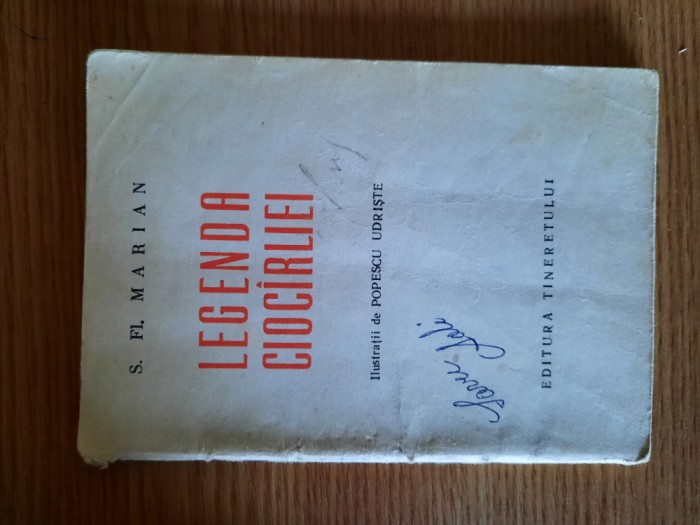 S. Fl. MARIAN
LEGENDA
CIOCÎRLIEI
Ilustrații de POPESCU UDRIȘTE
EDITURA TINERETULUI